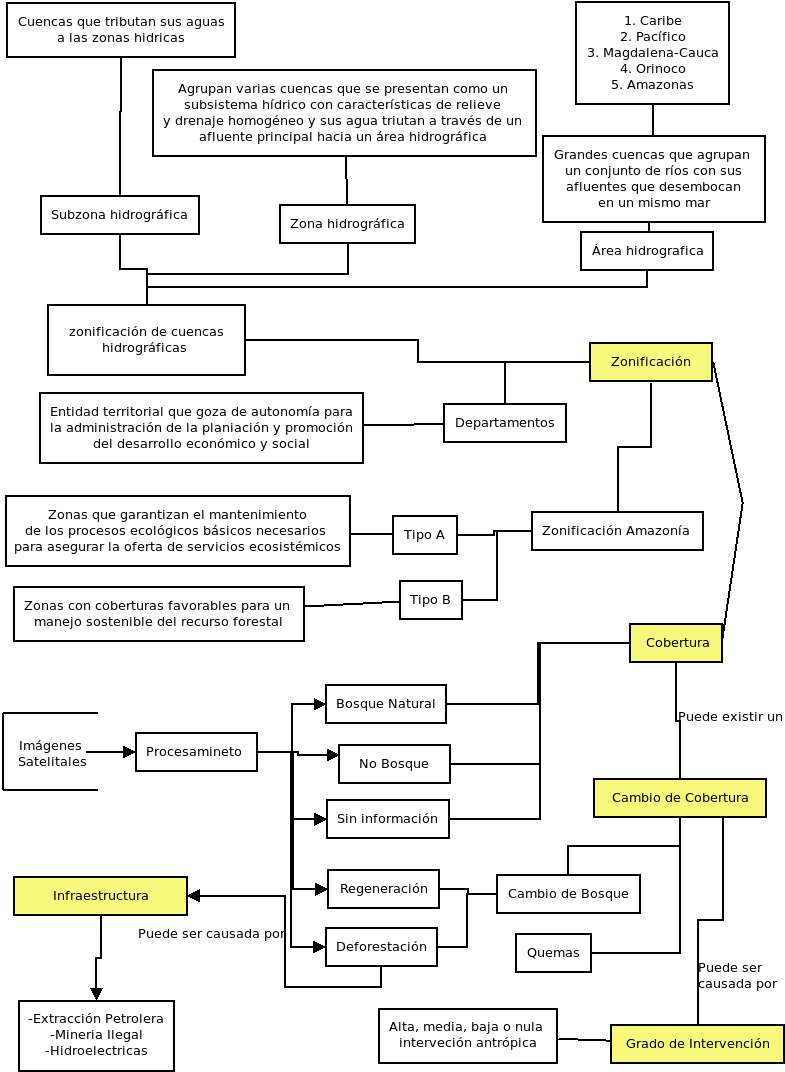 Cuencas que tributan sus aguas
a las zonas hidricas
1. Caribe
2. Pacífico
3. Magdalena-Cauca
4. Orinoco
5. Amazonas
Agrupan varias cuencas que se presentan como un
subsistema hídrico con características de relieve
y drenaje homogéneo y sus agua triutan a través de un
afluente principal hacia un área hidrográfica
Grandes cuencas que agrupan
un conjunto de ríos con sus
afluentes que desembocan
en un mismo mar
Subzona hidrográfica
Zona hidrográfica
Área hidrografica
zonificación de cuencas
hidrográficas
Zonificación
Entidad territorial que goza de autonomía para
la administración de la planiación y promoción
del desarrollo económico y social
Departamentos
Zonas que garantizan el mantenimiento
de los procesos ecológicos básicos necesarios
para asegurar la oferta de servicios ecosistémicos
Tipo A
Zonificación Amazonía
Zonas con coberturas favorables para un
manejo sostenible del recurso forestal
Tipo B
Cobertura
Bosque Natural
Puede existir un
Imágenes
Satelitales
Procesamineto
No Bosque
Cambio de Cobertura
Sin información
Infraestructura
Regeneración
Cambio de Bosque
Puede ser causada por
Deforestación
Quemas
Puede ser
causada por
-Extracción Petrolera
-Mineria Ilegal
-Hidroelectricas
Alta, media, baja o nula
interveción antrópica
Grado de Intervención